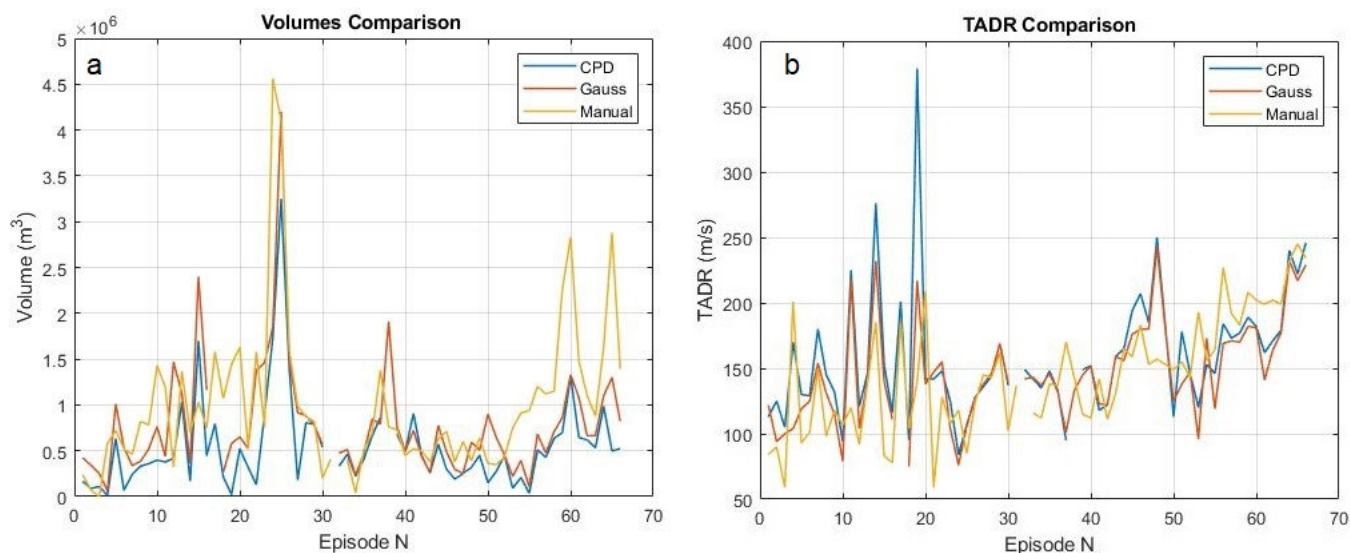 Volumes Comparison
×10⁶
a
5
4.5
4
3.5
3
2.5
2
1.5
1
0.5
0
Volume (m³)
CPD
Gauss
Manual
0 10 20 30 40 50 60 70
Episode N
TADR Comparison
b
400
350
300
250
200
150
100
50
TADR (m/s)
CPD
Gauss
Manual
0 10 20 30 40 50 60 70
Episode N